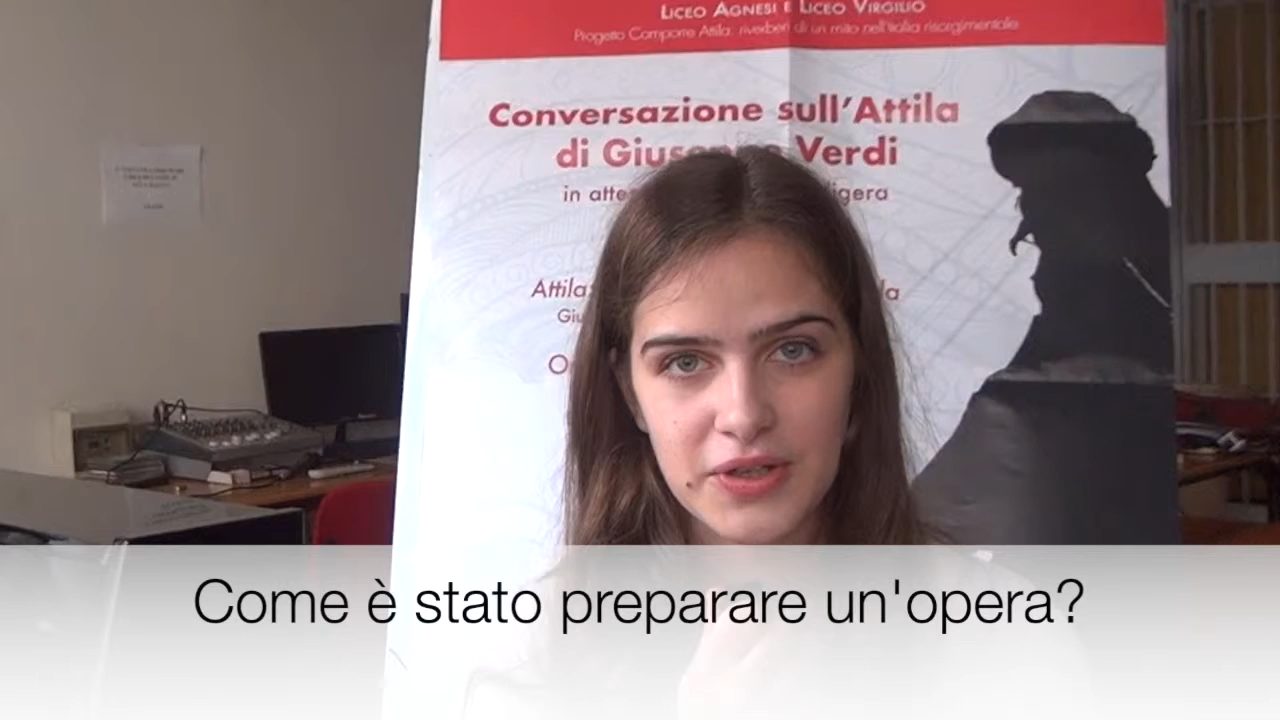 LICEO AGNESI E LICEO VIRGILIO
Progetto Comporre Attila: riverberi di un mito nell'Italia risorgimentale
Conversazione sull'Attila
di Giuseppe Verdi
in atte
igera
Attila:
la
Giu
O
Come è stato preparare un'opera?